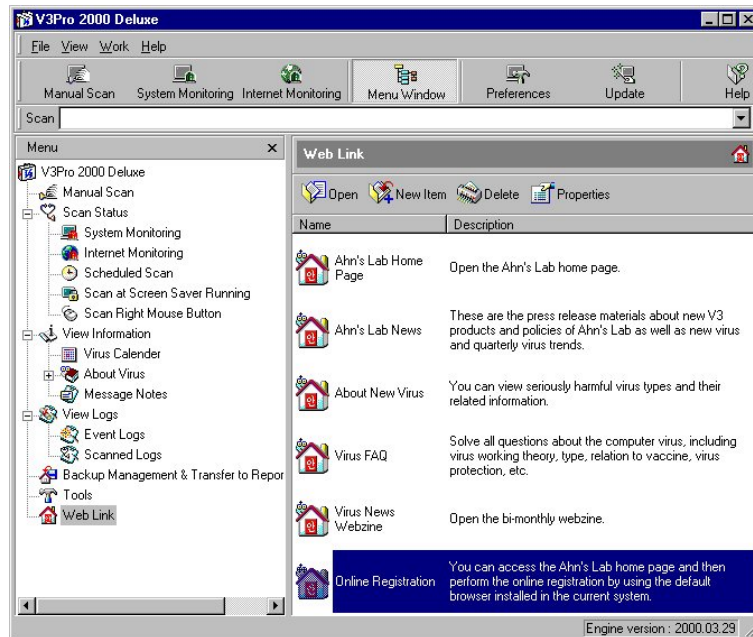 V3Pro 2000 Deluxe
File View Work Help
Manual Scan System Monitoring Internet Monitoring Menu Window Preferences Update Help
Scan
Menu
V3Pro 2000 Deluxe
Manual Scan
Scan Status
System Monitoring
Internet Monitoring
Scheduled Scan
Scan at Screen Saver Running
Scan Right Mouse Button
View Information
Virus Calender
About Virus
Message Notes
View Logs
Event Logs
Scanned Logs
Backup Management & Transfer to Repor
Tools
Web Link
Web Link
Open New Item Delete Properties
Name Description
안
Ahn's Lab Home
Page
Open the Ahn's Lab home page.
안
Ahn's Lab News
These are the press release materials about new V3
products and policies of Ahn's Lab as well as new virus
and quarterly virus trends.
안
About New Virus
You can view seriously harmful virus types and their
related information.
안
Virus FAQ
Solve all questions about the computer virus, including
virus working theory, type, relation to vaccine, virus
protection, etc.
안
Virus News
Webzine
Open the bi-monthly webzine.
안
Online Registration
You can access the Ahn's Lab home page and then
perform the online registration by using the default
browser installed in the current system.
Engine version : 2000.03.29